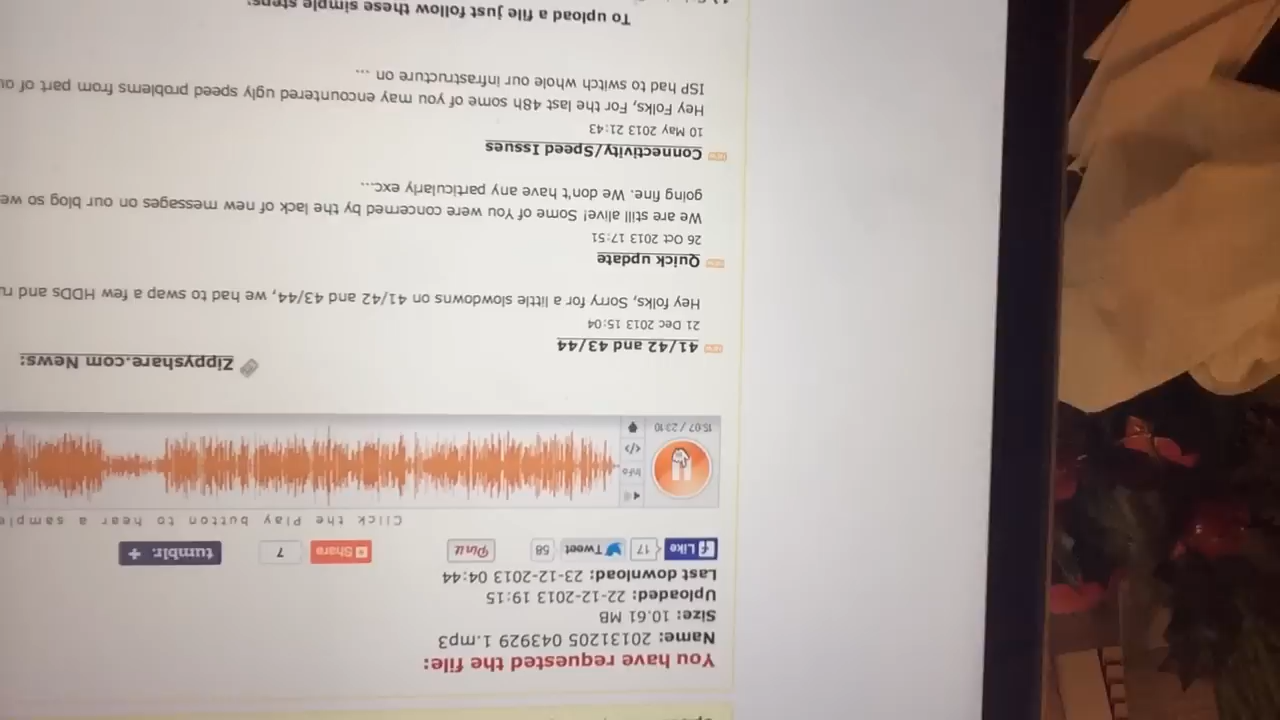 You have requested the file:
Name: 20131205 043929 1.mp3
Size: 10.61 MB
Uploaded: 22-12-2013 19:15
Last download: 23-12-2013 04:44
Like 17 Tweet 58 Pin it Share 7 tumblr. +
Click the Play button to hear a sample
Info
</>
15:07 / 23:10
Zippyshare.com News:
NEW 41/42 and 43/44
21 Dec 2013 15:04
Hey folks, Sorry for a little slowdowns on 41/42 and 43/44, we had to swap a few HDDs and
NEW Quick update
26 Oct 2013 17:51
We are still alive! Some of You were concerned by the lack of new messages on our blog so we
going fine. We don't have any particularly exc...
NEW Connectivity/Speed Issues
10 May 2013 21:43
Hey Folks, For the last 48h some of you may encountered ugly speed problems from part of
ISP had to switch whole our infrastructure on ...
To upload a file just follow these simple steps: